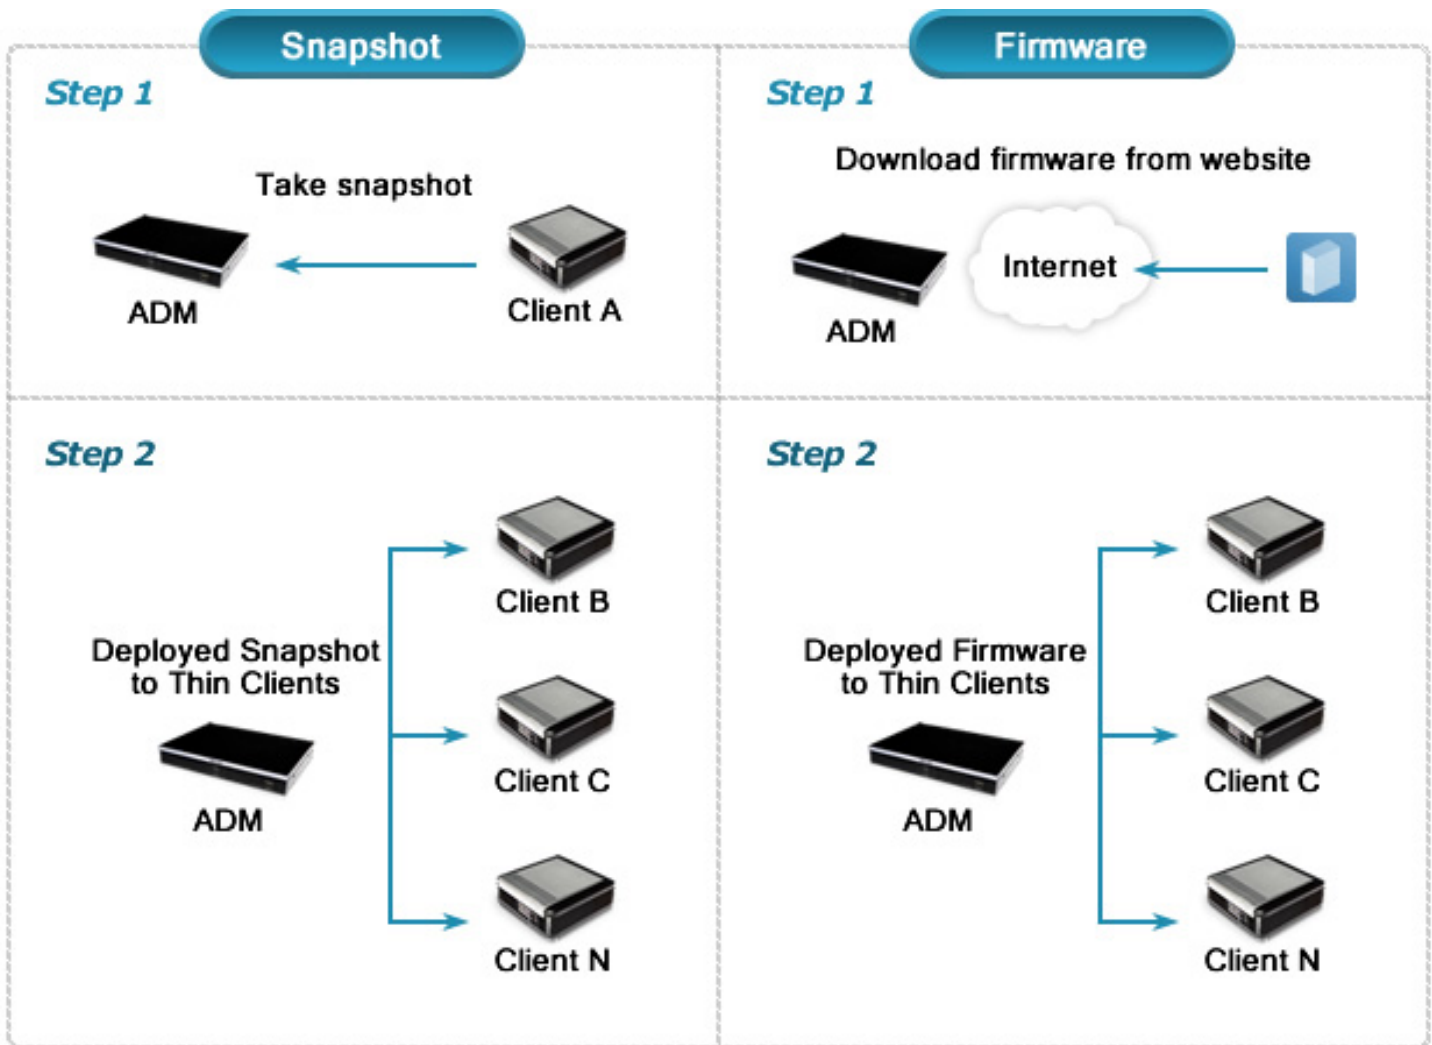 Snapshot
Step 1
Take snapshot
ADM
Client A
Step 2
Deployed Snapshot
to Thin Clients
ADM
Client B
Client C
Client N
Firmware
Step 1
Download firmware from website
Internet
ADM
Step 2
Deployed Firmware
to Thin Clients
ADM
Client B
Client C
Client N